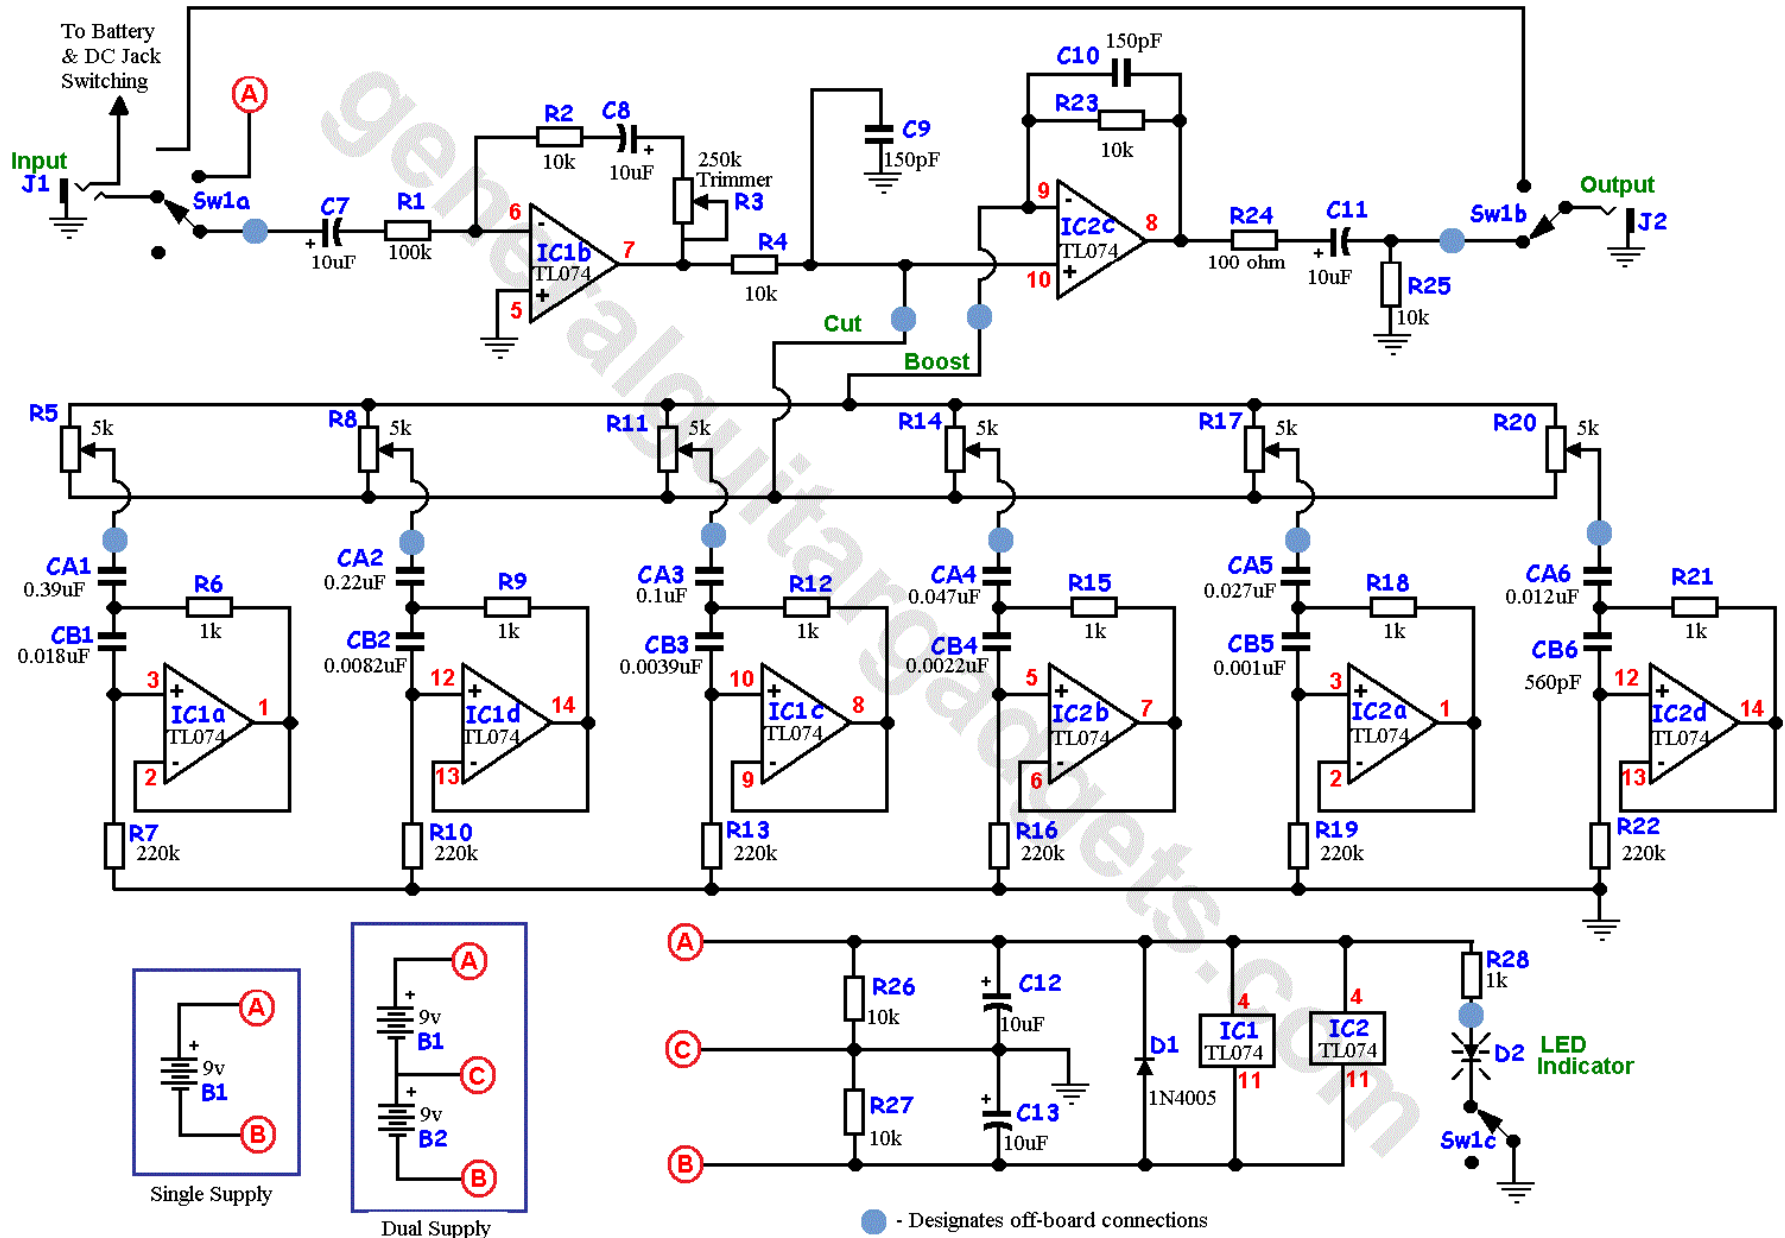 To Battery
& DC Jack
Switching
A
Input
J1
Sw1a
C7
10uF
R1
100k
R2
10k
C8
10uF
250k
Trimmer
R3
6
IC1b
TL074
5
7
R4
10k
C9
150pF
150pF
C10
R23
10k
9
IC2c
TL074
10
8
R24
100 ohm
C11
10uF
R25
10k
Sw1b
Output
J2
Cut
Boost
R5
5k
R8
5k
R11
5k
R14
5k
R17
5k
R20
5k
CA1
0.39uF
R6
1k
CB1
0.018uF
3
IC1a
TL074
2
1
R7
220k
CA2
0.22uF
R9
1k
CB2
0.0082uF
12
IC1d
TL074
13
14
R10
220k
CA3
0.1uF
R12
1k
CB3
0.0039uF
10
IC1c
TL074
9
8
R13
220k
CA4
0.047uF
R15
1k
CB4
0.0022uF
5
IC2b
TL074
6
7
R16
220k
CA5
0.027uF
R18
1k
CB5
0.001uF
3
IC2a
TL074
2
1
R19
220k
CA6
0.012uF
R21
1k
CB6
560pF
12
IC2d
TL074
13
14
R22
220k
A
+
9v
B1
B
Single Supply
A
+
9v
B1
C
+
9v
B2
B
Dual Supply
A
C
B
R26
10k
R27
10k
C12
10uF
C13
10uF
D1
1N4005
4
IC1
TL074
11
4
IC2
TL074
11
R28
1k
D2
LED
Indicator
Sw1c
- Designates off-board connections
generalguitargadgets.com